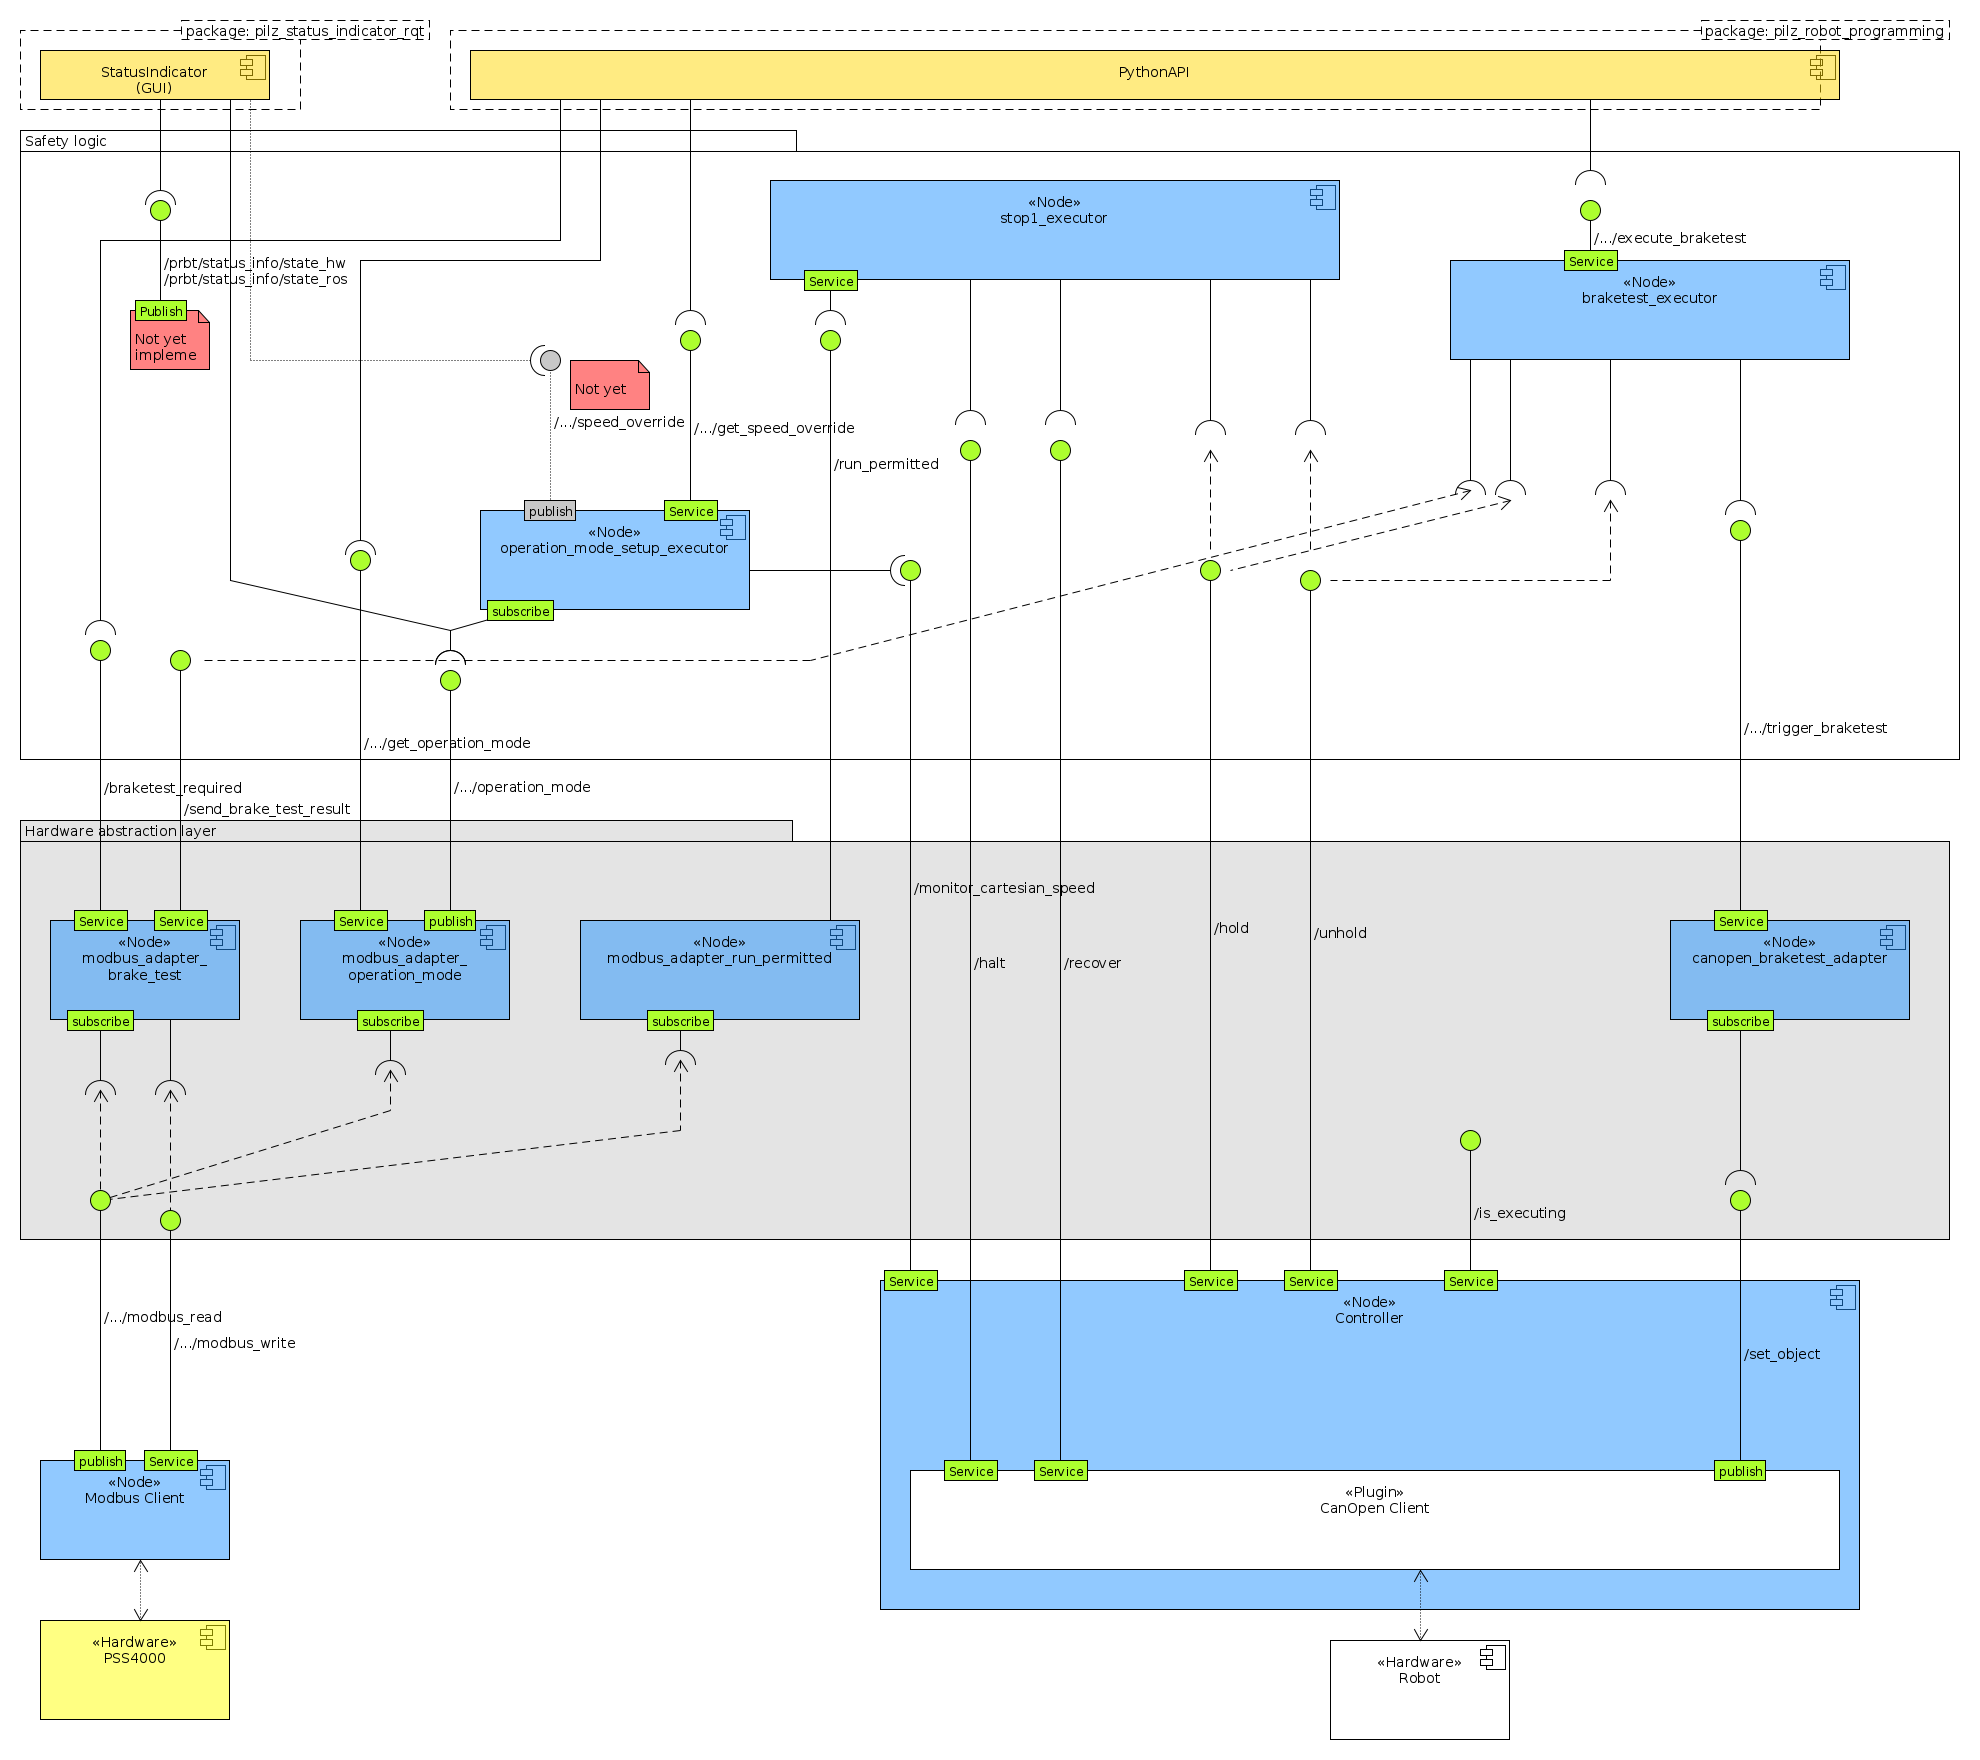 package: pilz_status_indicator_rqt
package: pilz_robot_programming
StatusIndicator
(GUI)
PythonAPI
Safety logic
«Node»
stop1_executor
Service
/.../execute_braketest
Service
«Node»
braketest_executor
/prbt/status_info/state_hw
/prbt/status_info/state_ros
Publish
Not yet
impleme
Not yet
/.../speed_override
/.../get_speed_override
/run_permitted
publish
Service
«Node»
operation_mode_setup_executor
subscribe
/.../get_operation_mode
/.../trigger_braketest
/braketest_required
/.../operation_mode
/send_brake_test_result
Hardware abstraction layer
/monitor_cartesian_speed
/hold
/unhold
/halt
/recover
Service
Service
«Node»
modbus_adapter_
brake_test
subscribe
Service
publish
«Node»
modbus_adapter_
operation_mode
subscribe
«Node»
modbus_adapter_run_permitted
subscribe
Service
«Node»
canopen_braketest_adapter
subscribe
/is_executing
Service
Service
Service
Service
«Node»
Controller
/.../modbus_read
/.../modbus_write
/set_object
publish
Service
«Node»
Modbus Client
Service
Service
publish
«Plugin»
CanOpen Client
«Hardware»
PSS4000
«Hardware»
Robot